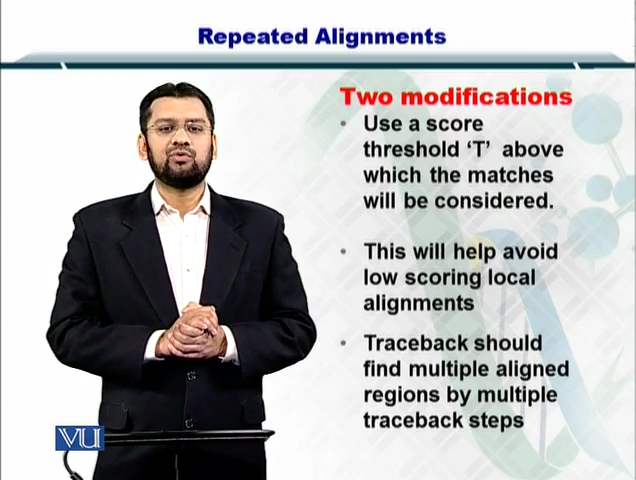 Repeated Alignments
Two modifications
• Use a score
threshold ‘T’ above
which the matches
will be considered.
• This will help avoid
low scoring local
alignments
• Traceback should
find multiple aligned
regions by multiple
traceback steps
VU